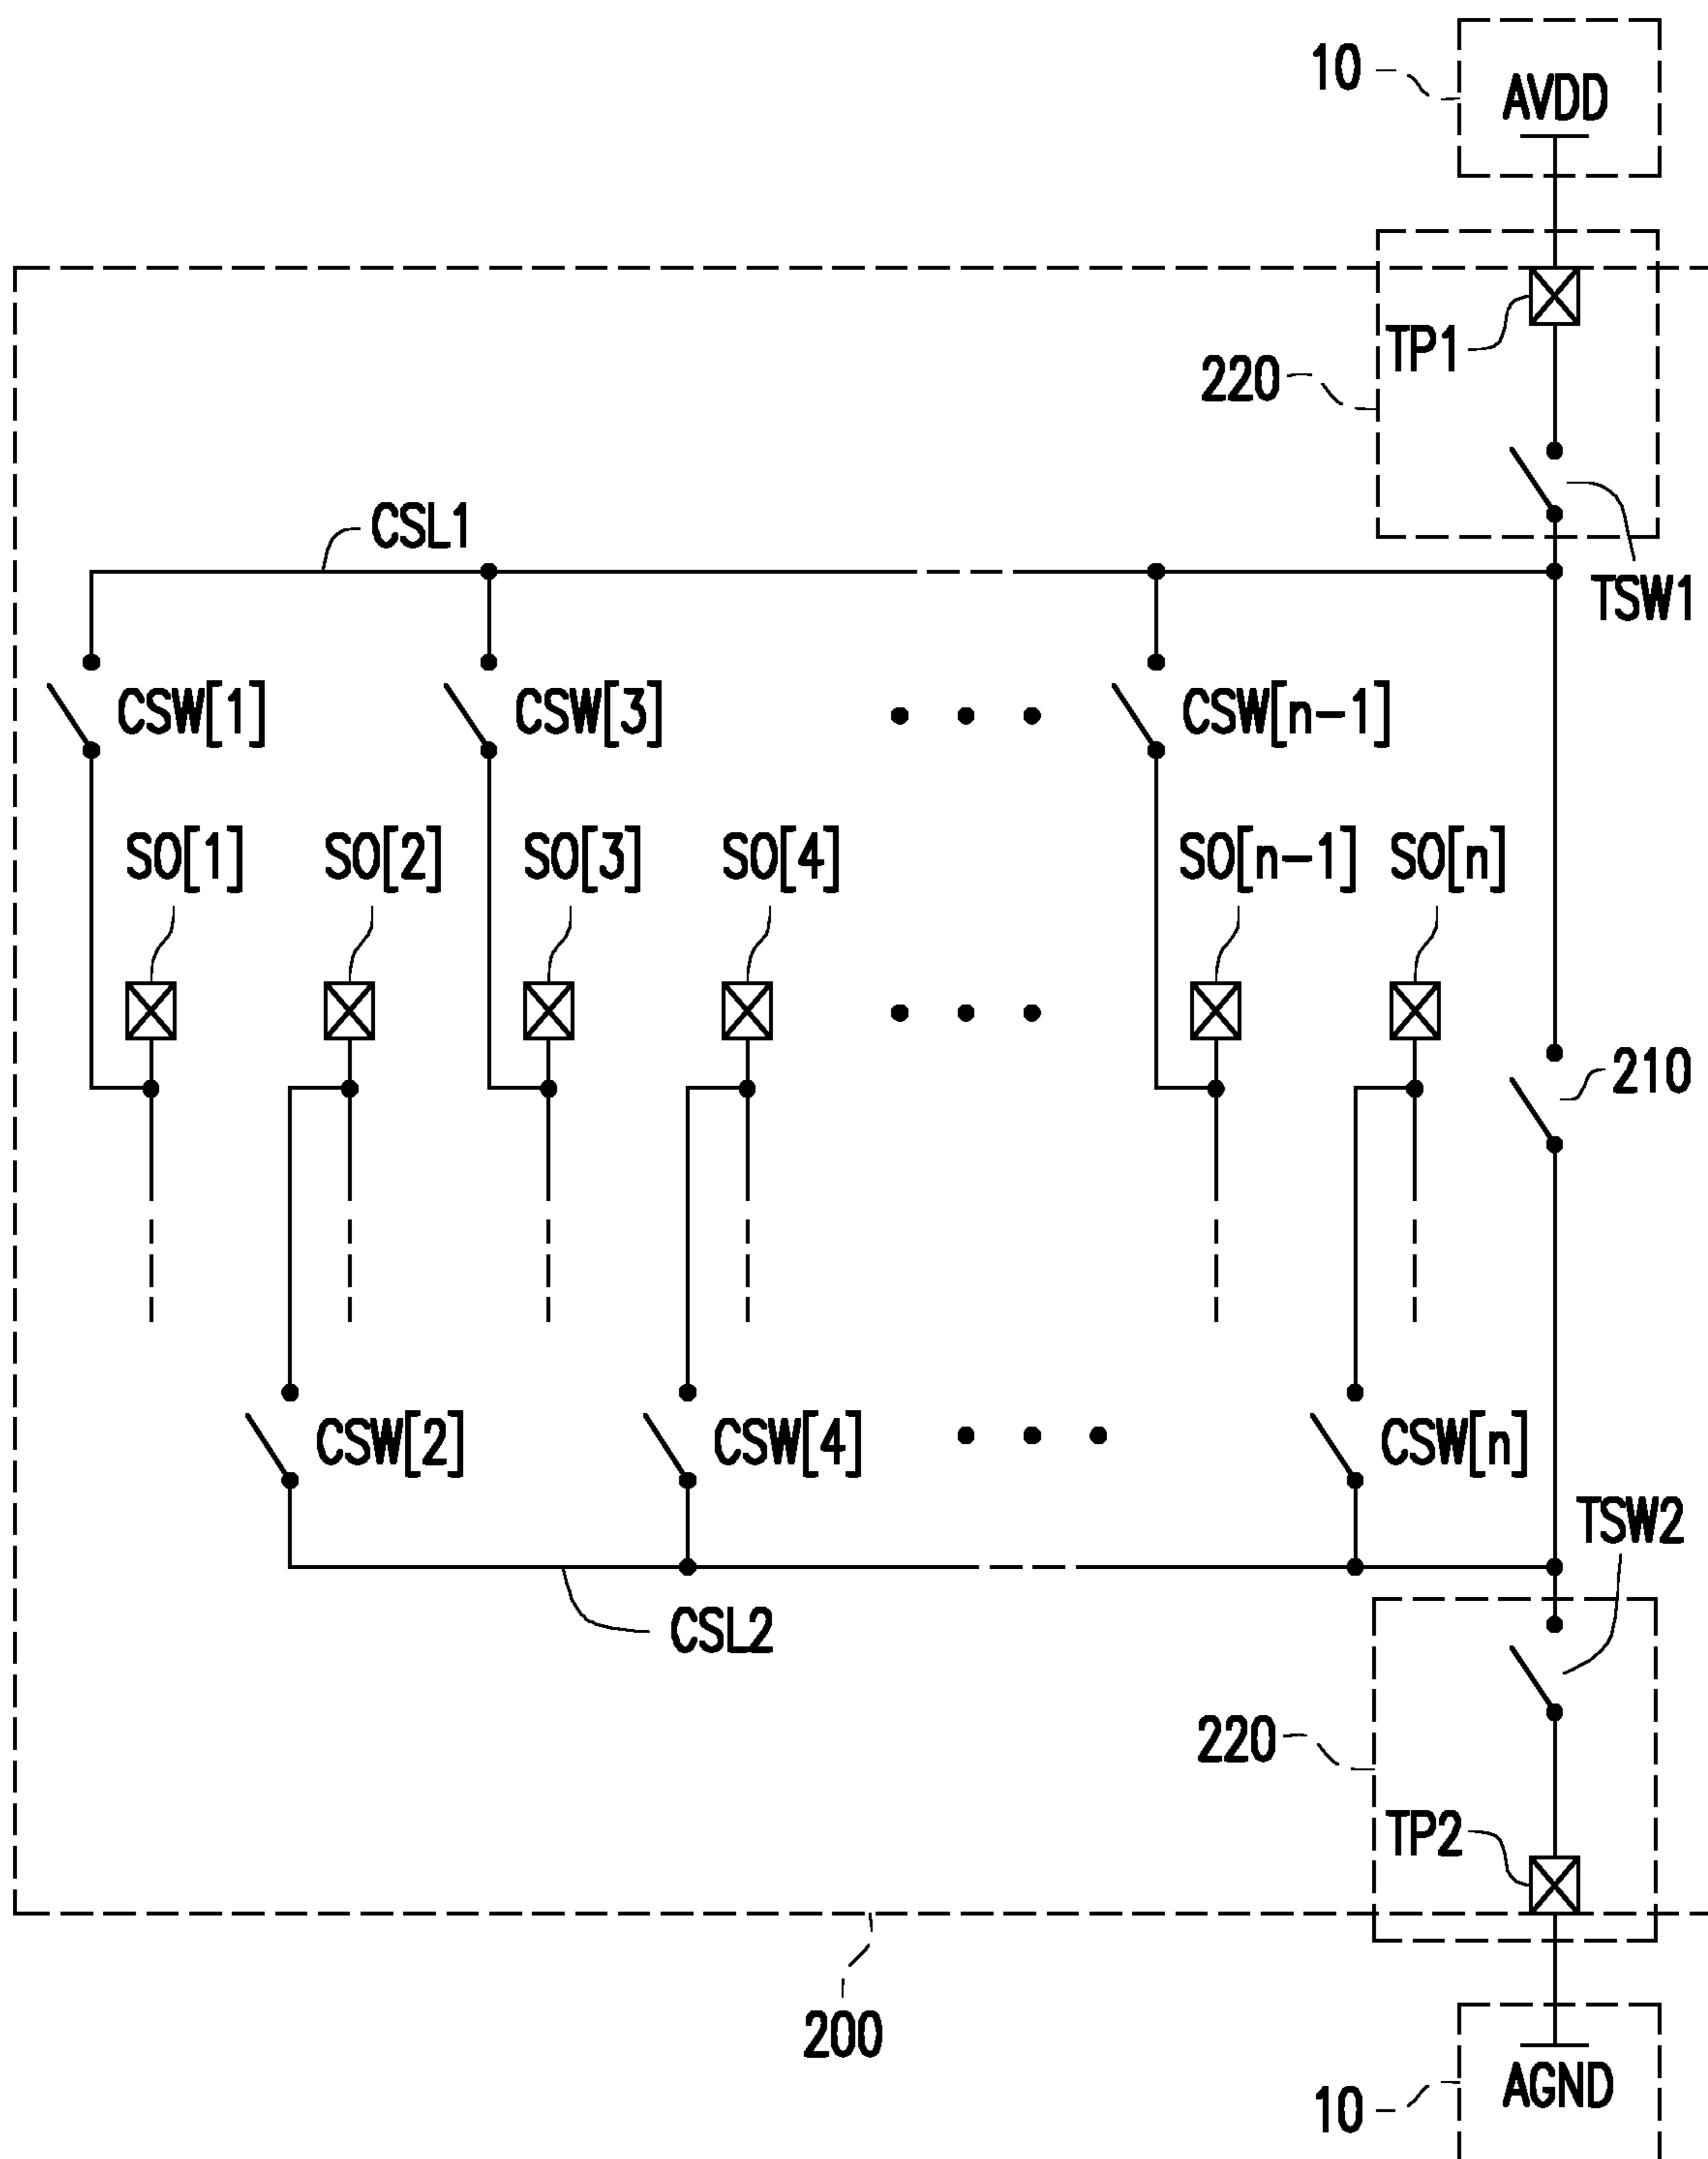 10
AVDD
TP1
220
CSL1
TSW1
CSW[1]
CSW[3]
CSW[n-1]
SO[1]
SO[2]
SO[3]
SO[4]
SO[n-1]
SO[n]
210
CSW[2]
CSW[4]
CSW[n]
TSW2
CSL2
220
TP2
200
10
AGND